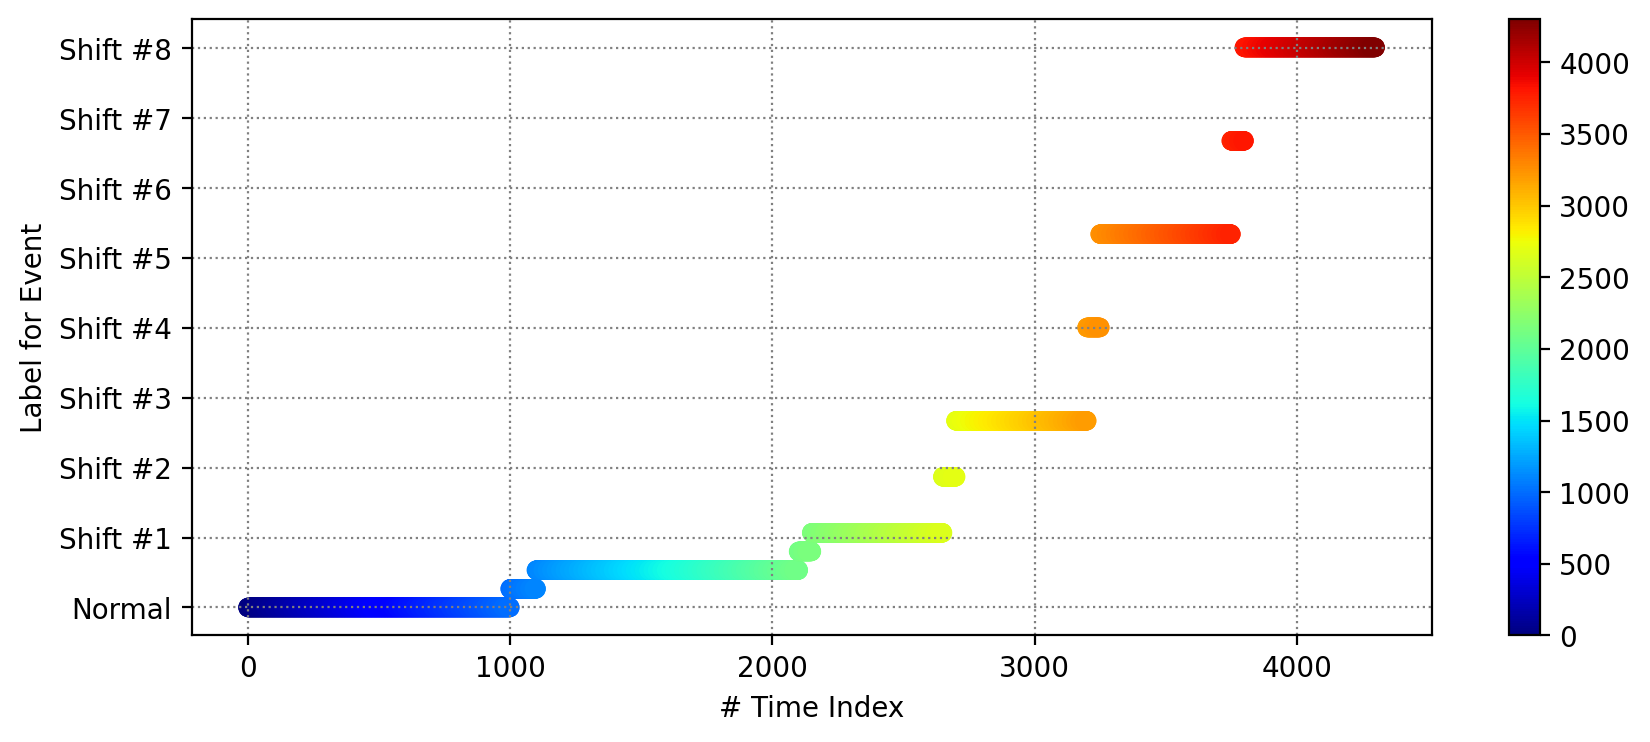 Label for Event
Shift #8
Shift #7
Shift #6
Shift #5
Shift #4
Shift #3
Shift #2
Shift #1
Normal
0 1000 2000 3000 4000
# Time Index
4000
3500
3000
2500
2000
1500
1000
500
0